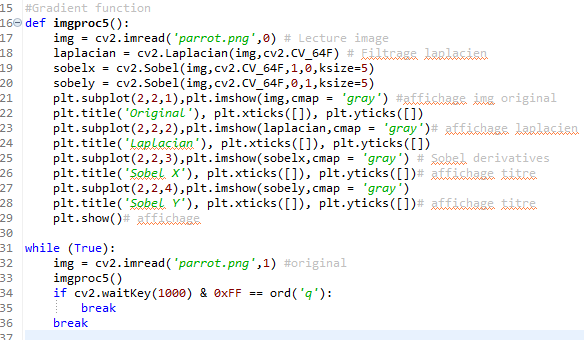 15 #Gradient function
16 def imgproc5():
17 img = cv2.imread('parrot.png',0) # Lecture image
18 laplacian = cv2.Laplacian(img,cv2.CV_64F) # Filtrage laplacien
19 sobelx = cv2.Sobel(img,cv2.CV_64F,1,0,ksize=5)
20 sobely = cv2.Sobel(img,cv2.CV_64F,0,1,ksize=5)
21 plt.subplot(2,2,1),plt.imshow(img,cmap = 'gray') #affichage img original
22 plt.title('Original'), plt.xticks([]), plt.yticks([])
23 plt.subplot(2,2,2),plt.imshow(laplacian,cmap = 'gray')# affichage laplacien
24 plt.title('Laplacian'), plt.xticks([]), plt.yticks([])
25 plt.subplot(2,2,3),plt.imshow(sobelx,cmap = 'gray') # Sobel derivatives
26 plt.title('Sobel X'), plt.xticks([]), plt.yticks([])# affichage titre
27 plt.subplot(2,2,4),plt.imshow(sobely,cmap = 'gray')
28 plt.title('Sobel Y'), plt.xticks([]), plt.yticks([])# affichage titre
29 plt.show()# affichage
30
31 while (True):
32 img = cv2.imread('parrot.png',1) #original
33 imgproc5()
34 if cv2.waitKey(1000) & 0xFF == ord('q'):
35 break
36 break
37